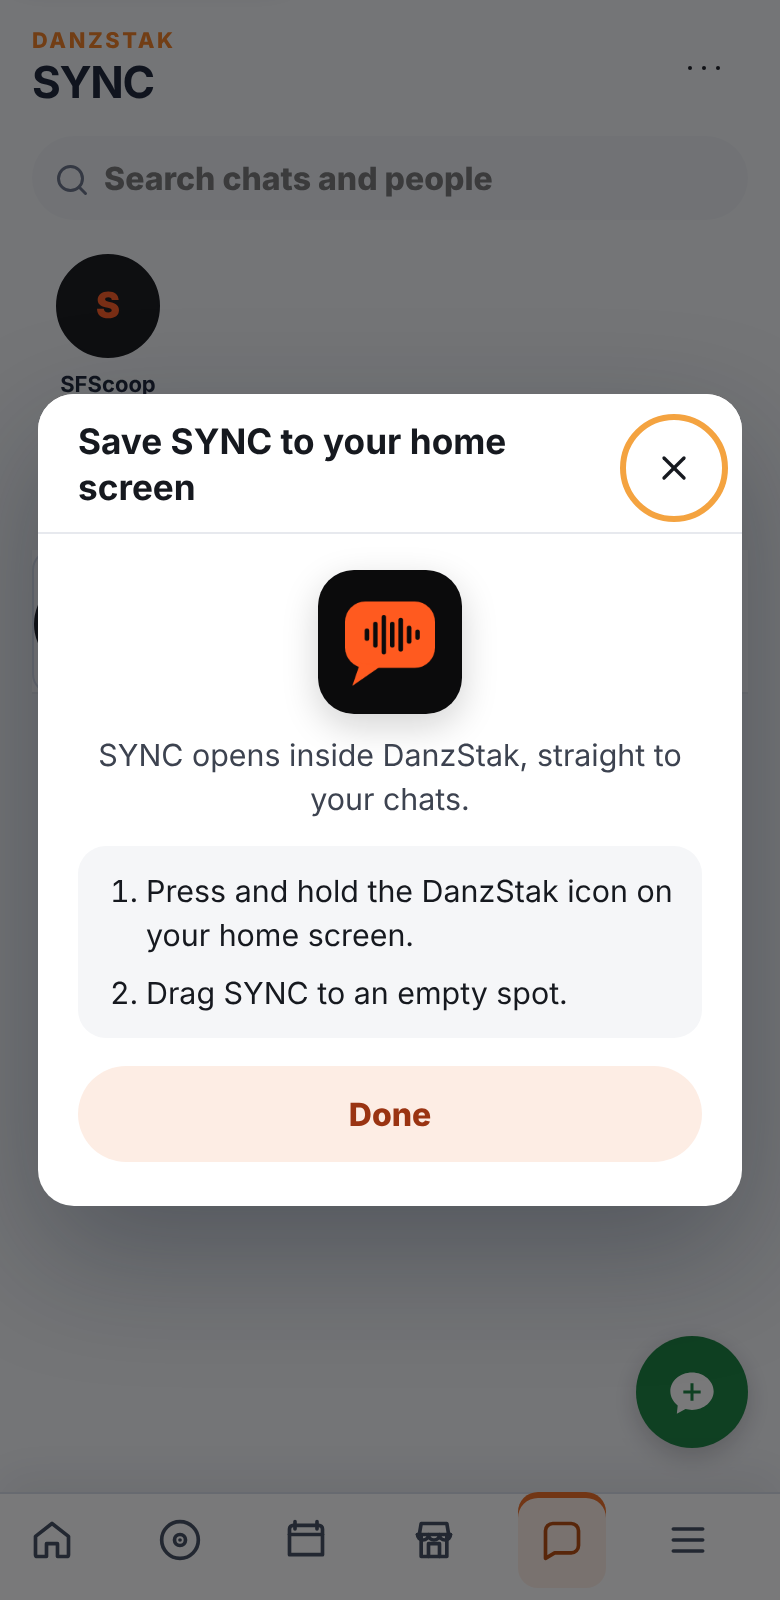 DANZSTAK
SYNC
Search chats and people
S
SFScoop
Save SYNC to your home
screen
SYNC opens inside DanzStak, straight to
your chats.
1. Press and hold the DanzStak icon on
your home screen.
2. Drag SYNC to an empty spot.
Done